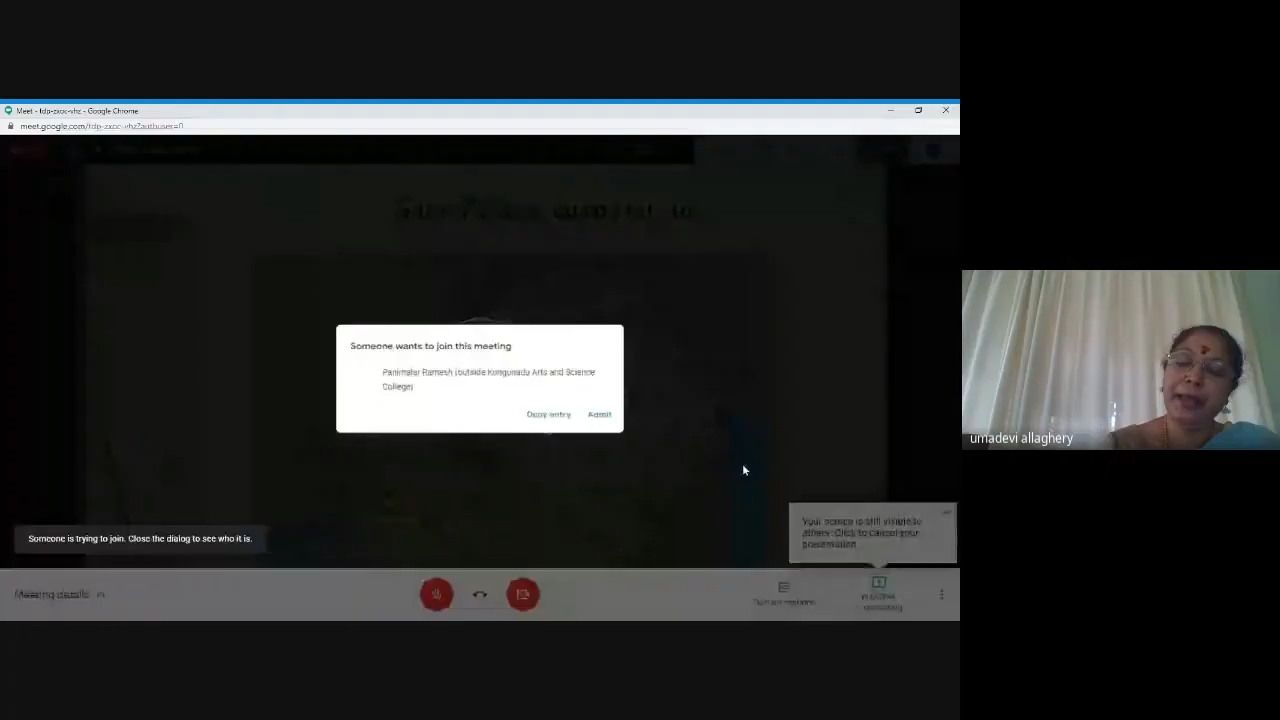 Meet - fdp-zxoc-vhz - Google Chrome
meet.google.com/fdp-zxoc-vhz?authuser=0
Someone wants to join this meeting
Panimalar Ramesh (outside Kongunadu Arts and Science
College)
Deny entry Admit
umadevi allaghery
Your screen is still visible to
others. Click to cancel your
presentation
Someone is trying to join. Close the dialog to see who it is.
Meeting details